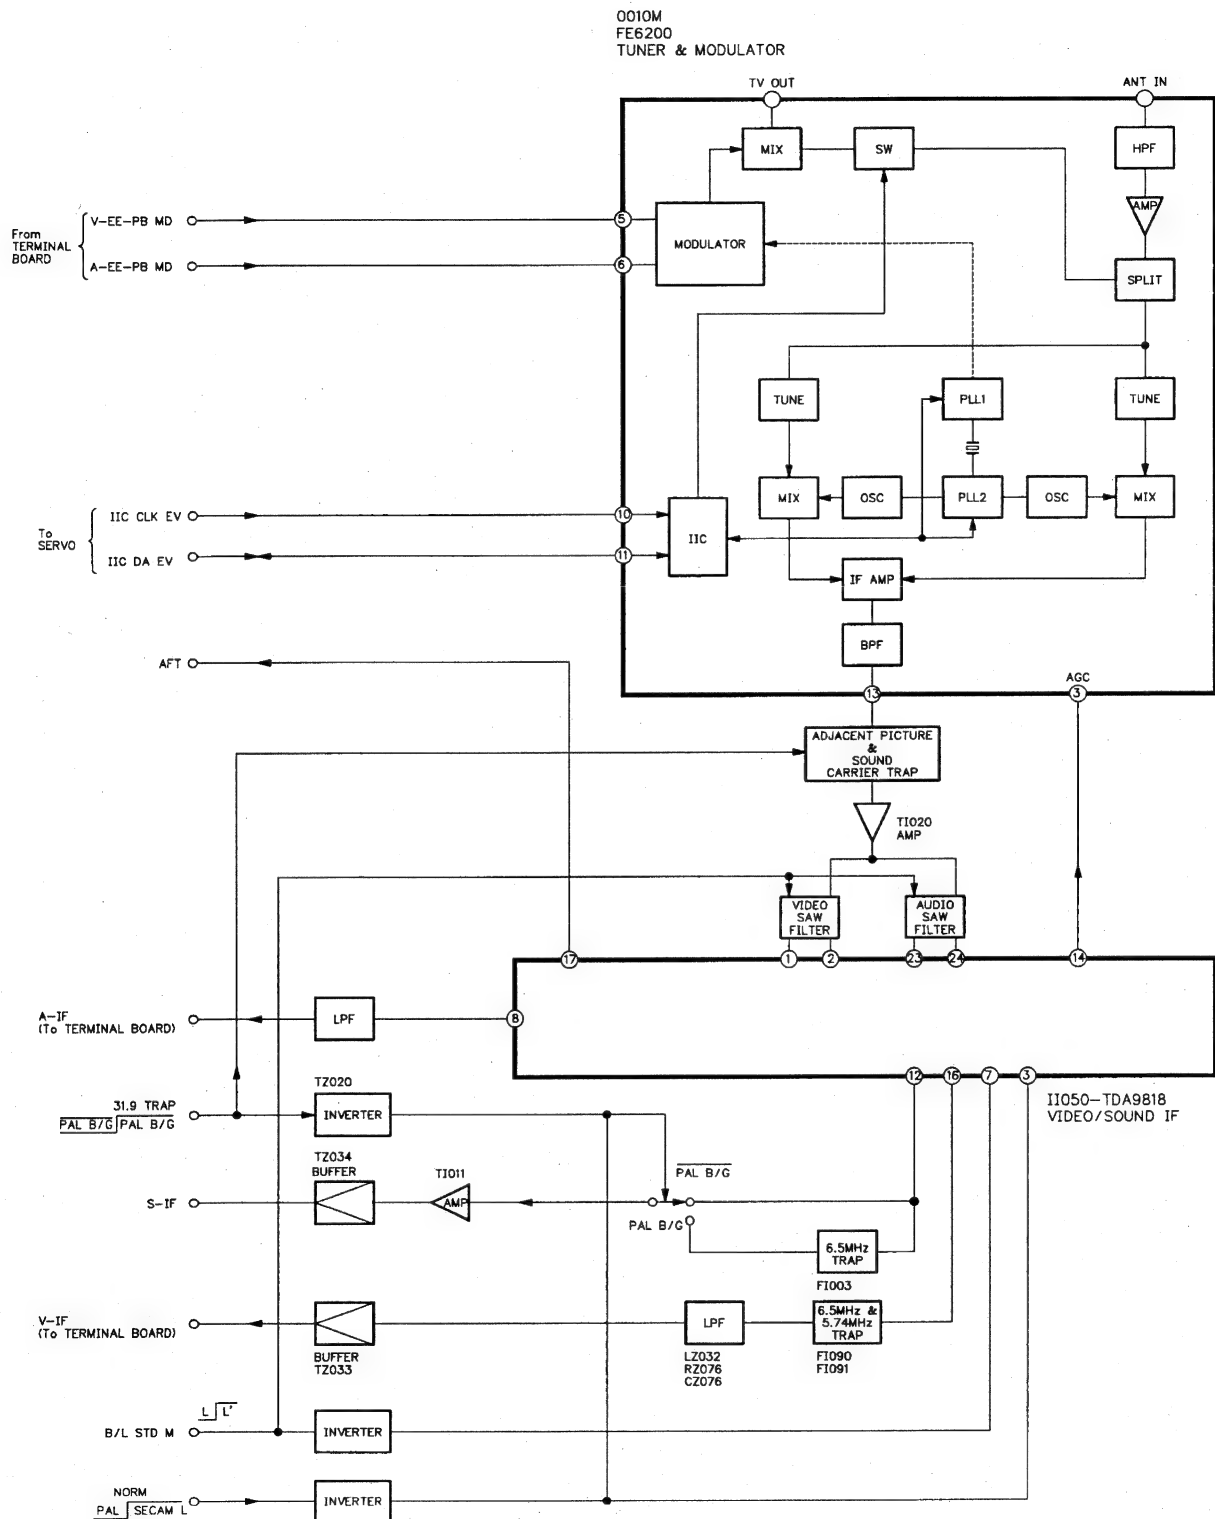 0010M
FE6200
TUNER & MODULATOR
TV OUT
ANT IN
MIX
SW
HPF
AMP
From
TERMINAL
BOARD
V-EE-PB MD
5
MODULATOR
A-EE-PB MD
6
SPLIT
TUNE
PLL1
TUNE
MIX
OSC
PLL2
OSC
MIX
To
SERVO
IIC CLK EV
10
IIC
IIC DA EV
11
IF AMP
BPF
AFT
13
AGC
3
ADJACENT PICTURE
&
SOUND
CARRIER TRAP
TI020
AMP
VIDEO
SAW
FILTER
AUDIO
SAW
FILTER
17
1
2
23
24
14
A-IF
(To TERMINAL BOARD)
LPF
8
12
16
7
3
II050-TDA9818
VIDEO/SOUND IF
31.9 TRAP
PAL B/G PAL B/G
TZ020
INVERTER
TZ034
BUFFER
TI011
AMP
PAL B/G
S-IF
PAL B/G
6.5MHz
TRAP
FI003
V-IF
(To TERMINAL BOARD)
BUFFER
TZ033
LPF
LZ032
RZ076
CZ076
6.5MHz &
5.74MHz
TRAP
FI090
FI091
L L'
B/L STD M
INVERTER
NORM
PAL SECAM L
INVERTER